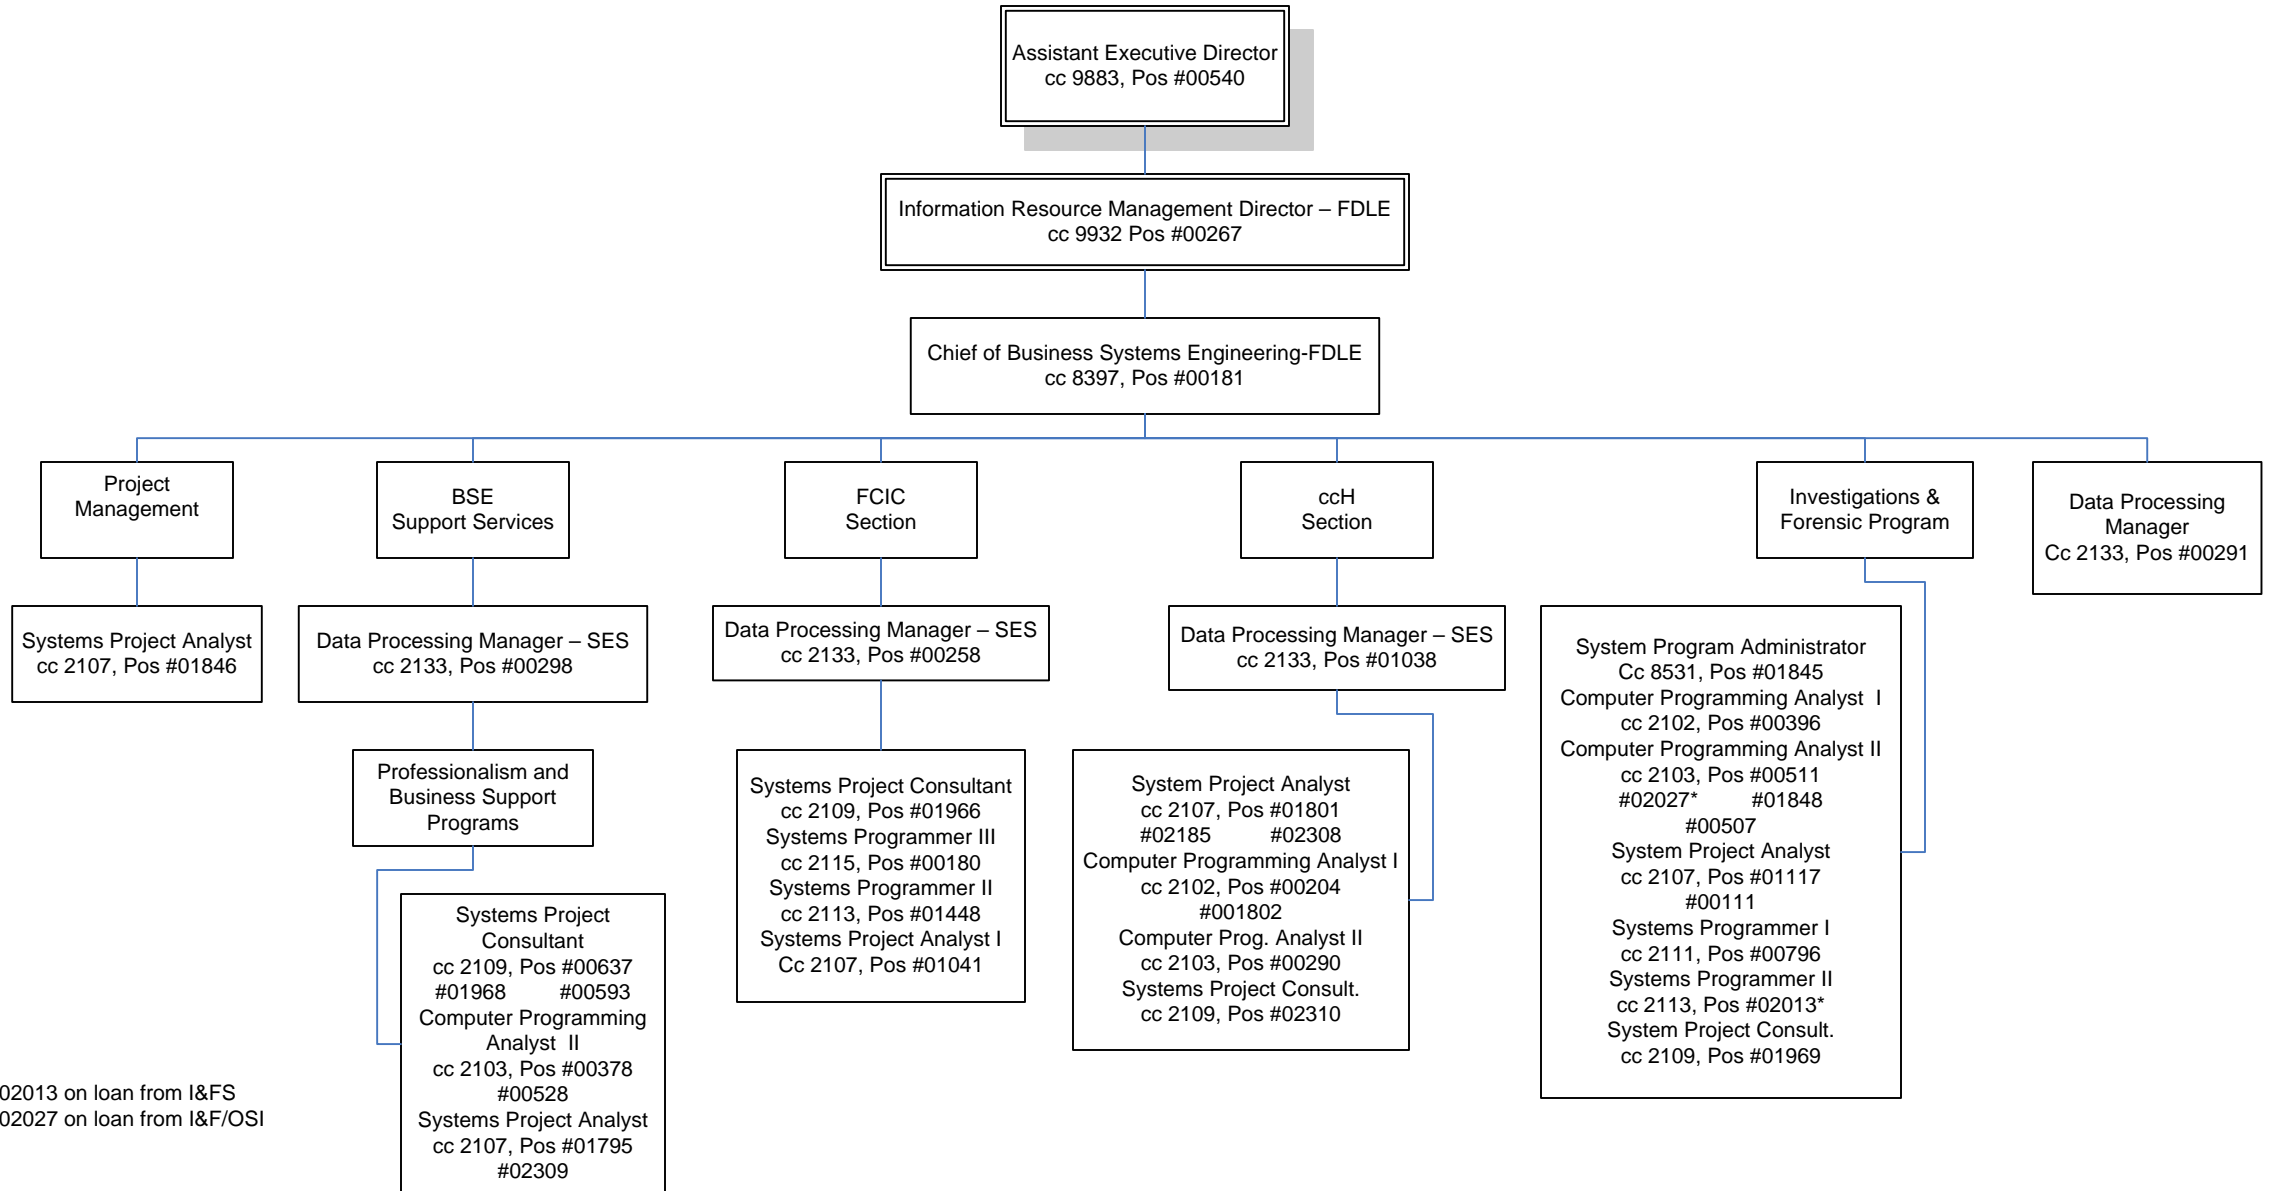 Assistant Executive Director
cc 9883, Pos #00540
Information Resource Management Director – FDLE
cc 9932 Pos #00267
Chief of Business Systems Engineering-FDLE
cc 8397, Pos #00181
Project
Management
BSE
Support Services
FCIC
Section
ccH
Section
Investigations &
Forensic Program
Data Processing
Manager
Cc 2133, Pos #00291
Systems Project Analyst
cc 2107, Pos #01846
Data Processing Manager – SES
cc 2133, Pos #00298
Data Processing Manager – SES
cc 2133, Pos #00258
Data Processing Manager – SES
cc 2133, Pos #01038
System Program Administrator
Cc 8531, Pos #01845
Computer Programming Analyst  I
cc 2102, Pos #00396
Computer Programming Analyst II
cc 2103, Pos #00511
#02027*         #01848
#00507
System Project Analyst
cc 2107, Pos #01117
#00111
Systems Programmer I
cc 2111, Pos #00796
Systems Programmer II
cc 2113, Pos #02013*
System Project Consult.
cc 2109, Pos #01969
Professionalism and
Business Support
Programs
Systems Project Consultant
cc 2109, Pos #01966
Systems Programmer III
cc 2115, Pos #00180
Systems Programmer II
cc 2113, Pos #01448
Systems Project Analyst I
Cc 2107, Pos #01041
System Project Analyst
cc 2107, Pos #01801
#02185          #02308
Computer Programming Analyst I
cc 2102, Pos #00204
#001802
Computer Prog. Analyst II
cc 2103, Pos #00290
Systems Project Consult.
cc 2109, Pos #02310
Systems Project
Consultant
cc 2109, Pos #00637
#01968         #00593
Computer Programming
Analyst  II
cc 2103, Pos #00378
#00528
Systems Project Analyst
cc 2107, Pos #01795
#02309
02013 on loan from I&FS
02027 on loan from I&F/OSI